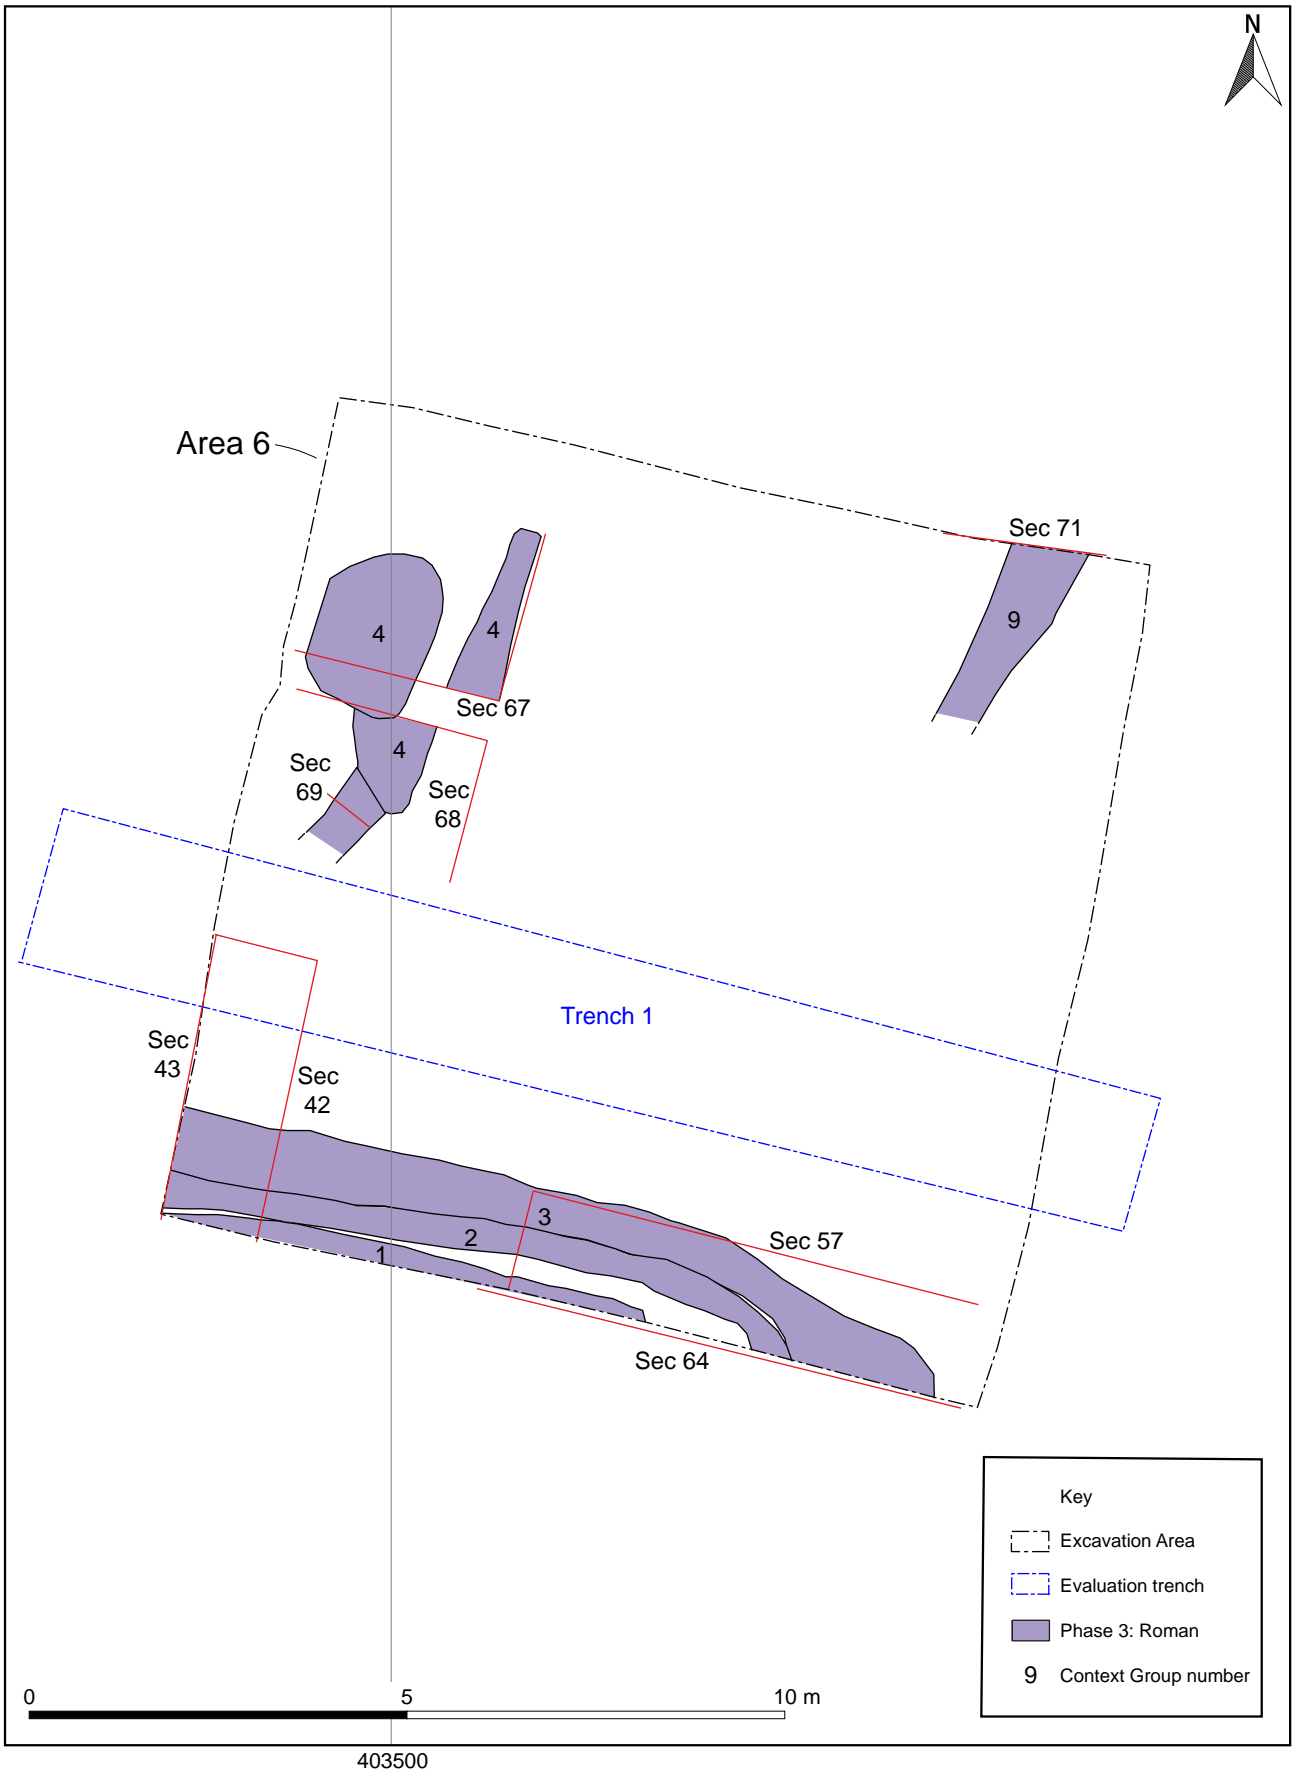 N
Area 6
Sec 71
4
4
9
Sec 67
4
Sec
69
Sec
68
Trench 1
Sec
43
Sec
42
3
2
1
Sec 57
Sec 64
Key
Excavation Area
Evaluation trench
Phase 3: Roman
9 Context Group number
0 5 10 m
403500